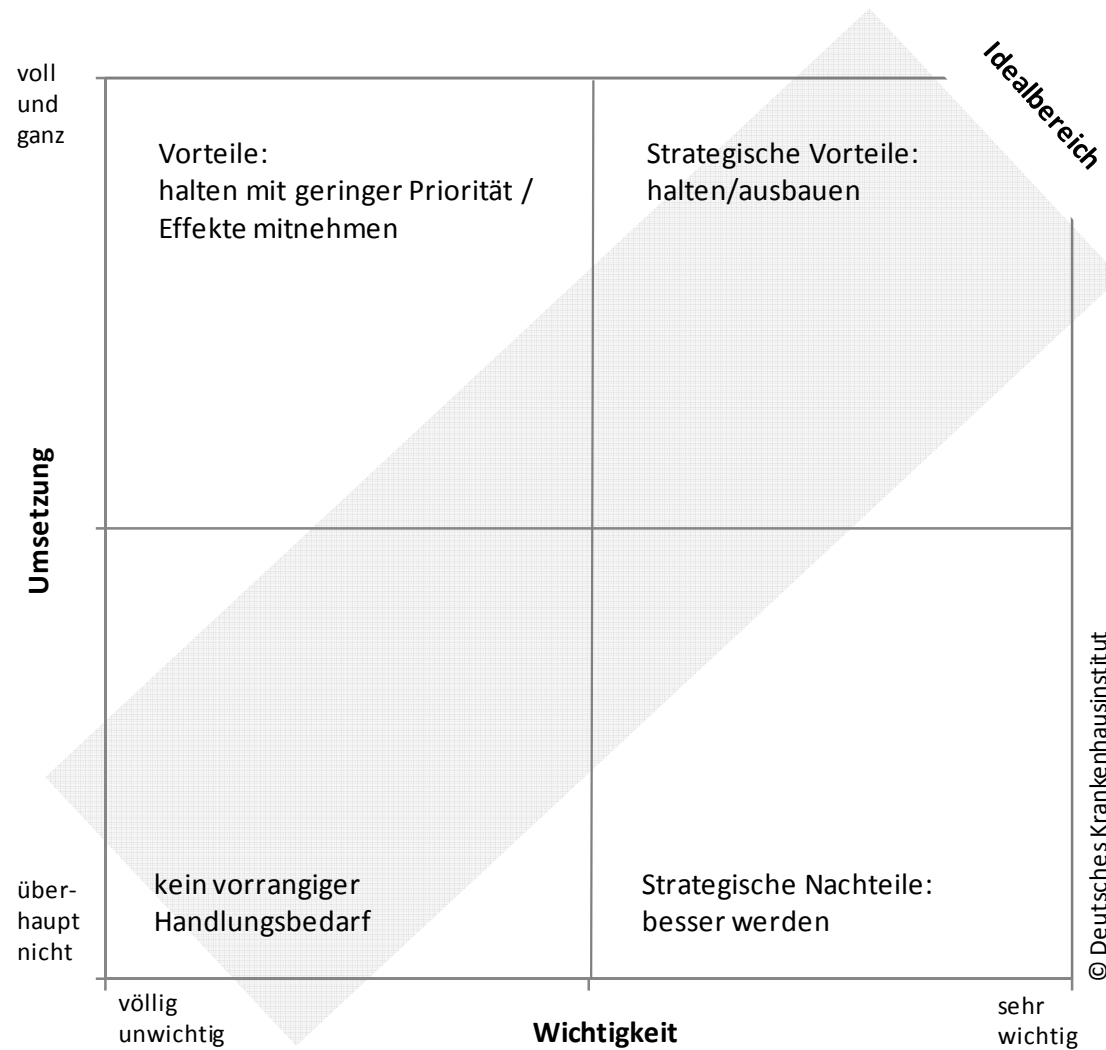 Idealbereich
voll
und
ganz
Vorteile:
halten mit geringer Priorität /
Effekte mitnehmen
Strategische Vorteile:
halten/ausbauen
Umsetzung
über-
haupt
nicht
kein vorrangiger
Handlungsbedarf
Strategische Nachteile:
besser werden
© Deutsches Krankenhausinstitut
völlig
unwichtig
Wichtigkeit
sehr
wichtig